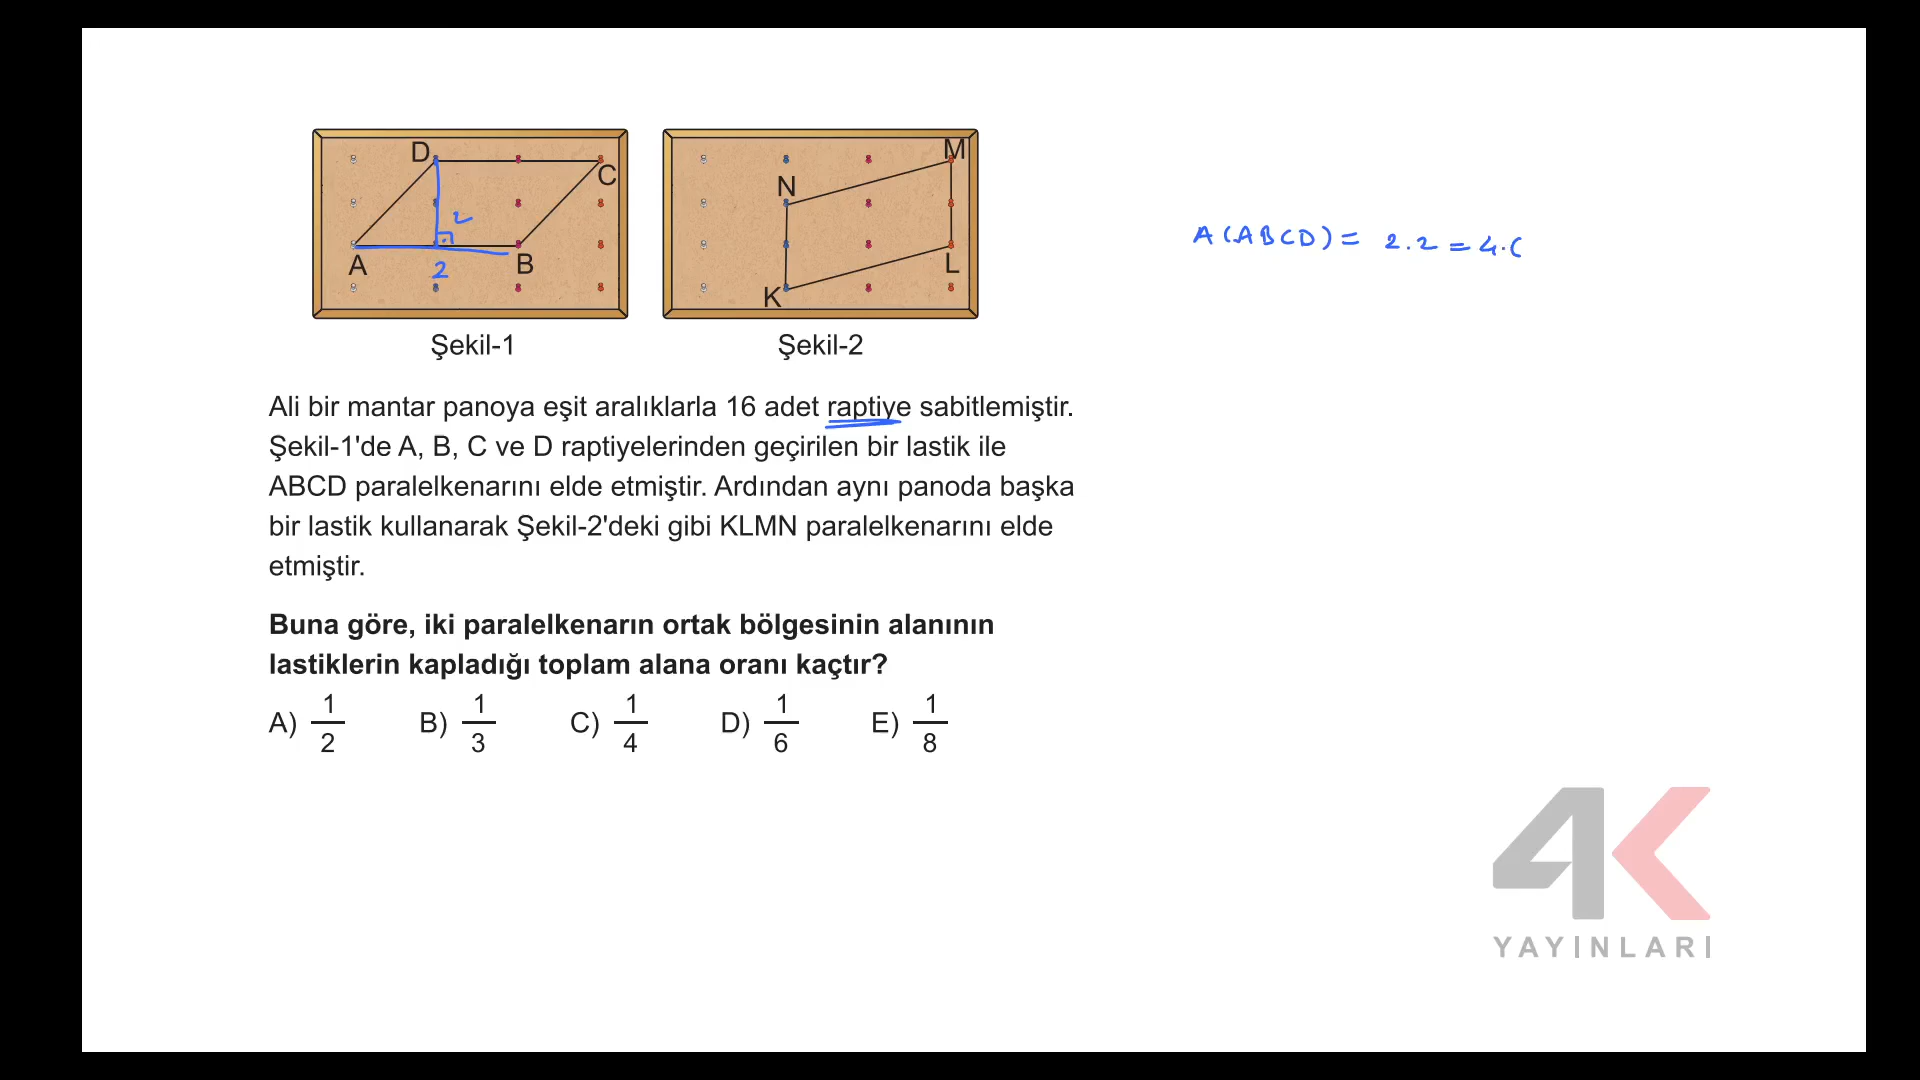 D
C
2
A
2
B
M
N
L
K
A(ABCD) = 2.2 = 4.(
Şekil-1
Şekil-2
Ali bir mantar panoya eşit aralıklarla 16 adet raptiye sabitlemiştir.
Şekil-1'de A, B, C ve D raptiyelerinden geçirilen bir lastik ile
ABCD paralelkenarını elde etmiştir. Ardından aynı panoda başka
bir lastik kullanarak Şekil-2'deki gibi KLMN paralelkenarını elde
etmiştir.
Buna göre, iki paralelkenarın ortak bölgesinin alanının
lastiklerin kapladığı toplam alana oranı kaçtır?
A) 1/2 B) 1/3 C) 1/4 D) 1/6 E) 1/8
4K
YAYINLARI